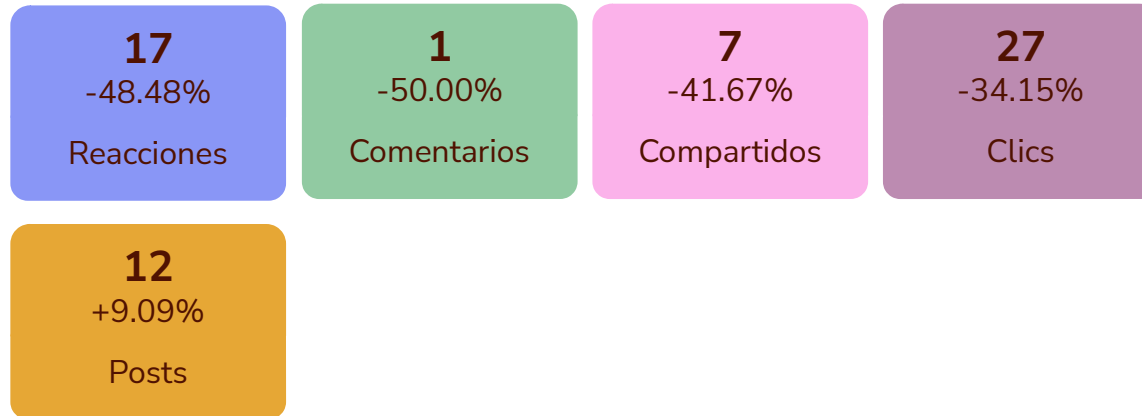 17
-48.48%
Reacciones
1
-50.00%
Comentarios
7
-41.67%
Compartidos
27
-34.15%
Clics
12
+9.09%
Posts